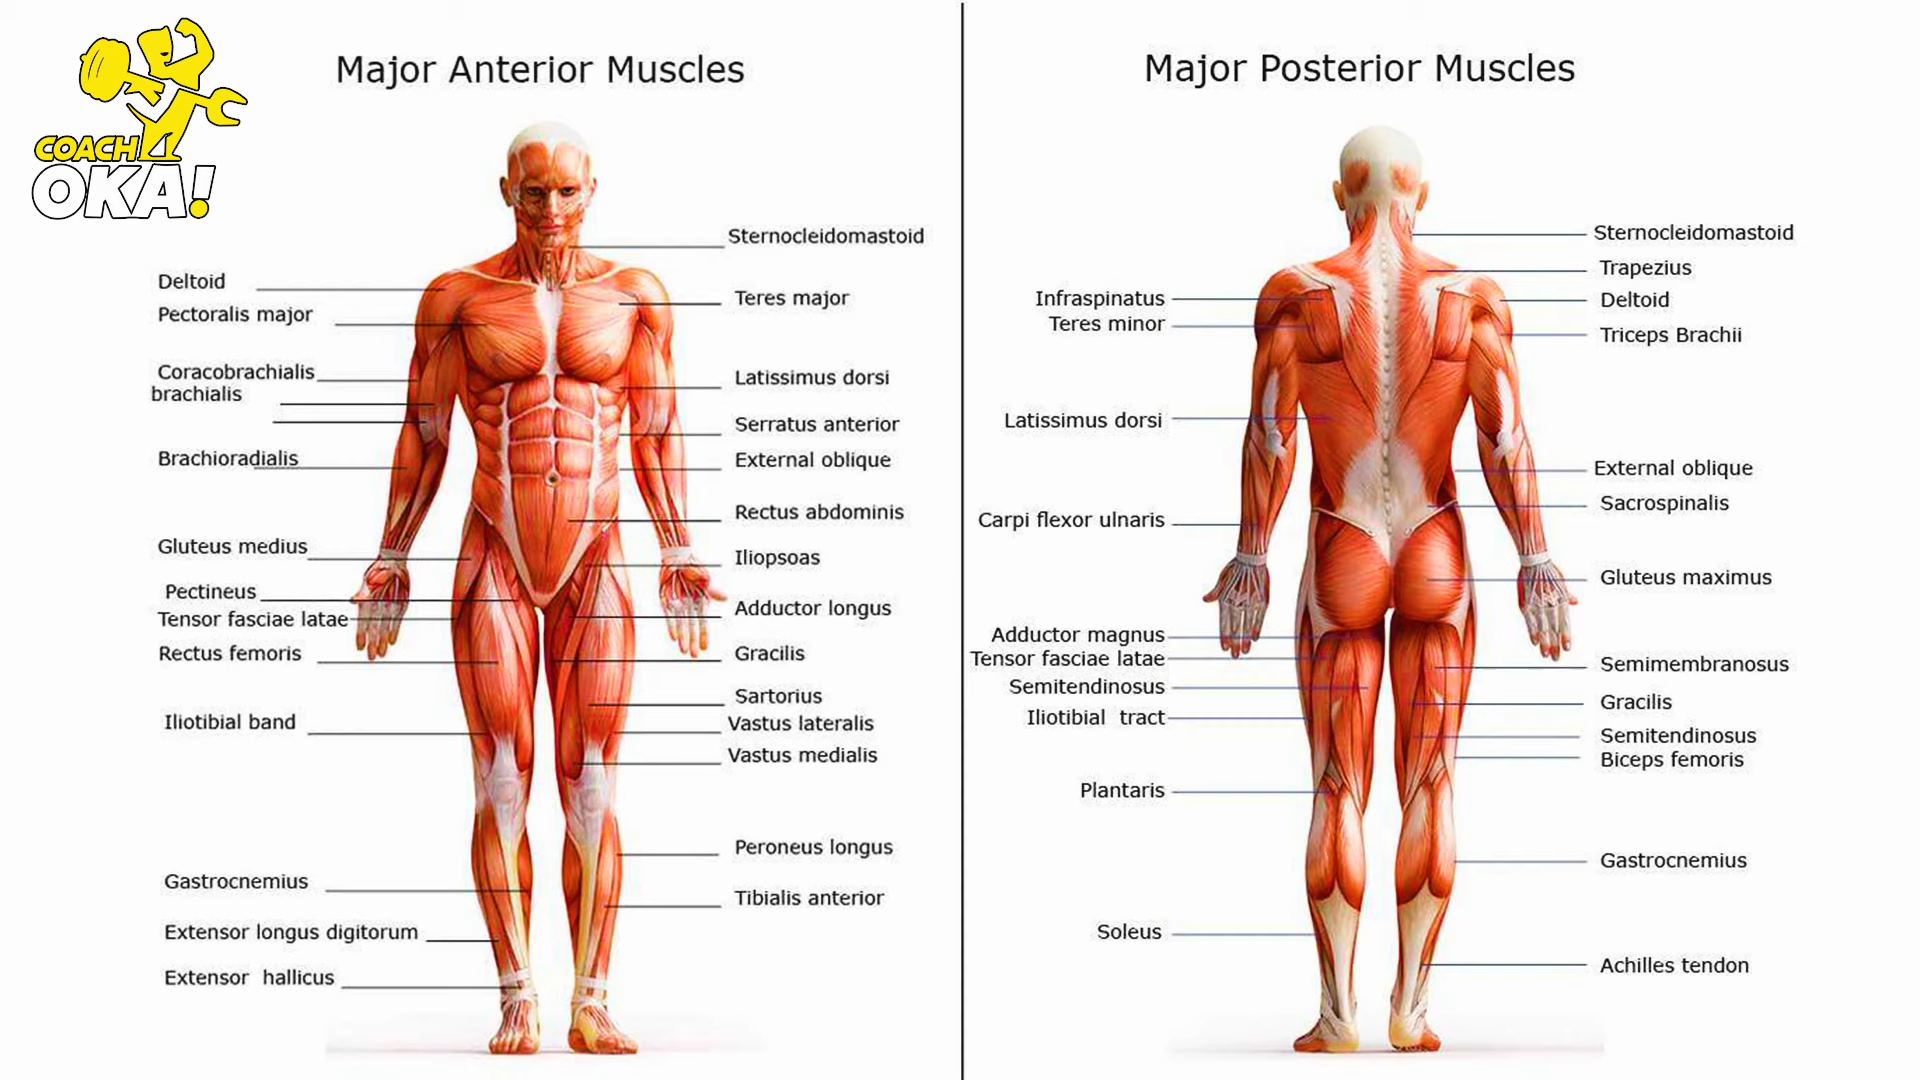 COACH
OKA!
Major Anterior Muscles
Deltoid
Pectoralis major
Coracobrachialis
brachialis
Brachioradialis
Gluteus medius
Pectineus
Tensor fasciae latae
Rectus femoris
Iliotibial band
Gastrocnemius
Extensor longus digitorum
Extensor hallicus
Sternocleidomastoid
Teres major
Latissimus dorsi
Serratus anterior
External oblique
Rectus abdominis
Iliopsoas
Adductor longus
Gracilis
Sartorius
Vastus lateralis
Vastus medialis
Peroneus longus
Tibialis anterior
Major Posterior Muscles
Infraspinatus
Teres minor
Latissimus dorsi
Carpi flexor ulnaris
Adductor magnus
Tensor fasciae latae
Semitendinosus
Iliotibial tract
Plantaris
Soleus
Sternocleidomastoid
Trapezius
Deltoid
Triceps Brachii
External oblique
Sacrospinalis
Gluteus maximus
Semimembranosus
Gracilis
Semitendinosus
Biceps femoris
Gastrocnemius
Achilles tendon